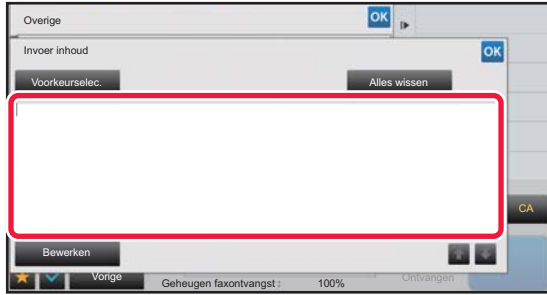 Overige OK
Invoer inhoud OK
Voorkeurselec. Alles wissen
CA
Bewerken
Vorige
Geheugen faxontvangst : 100% Ontvangen